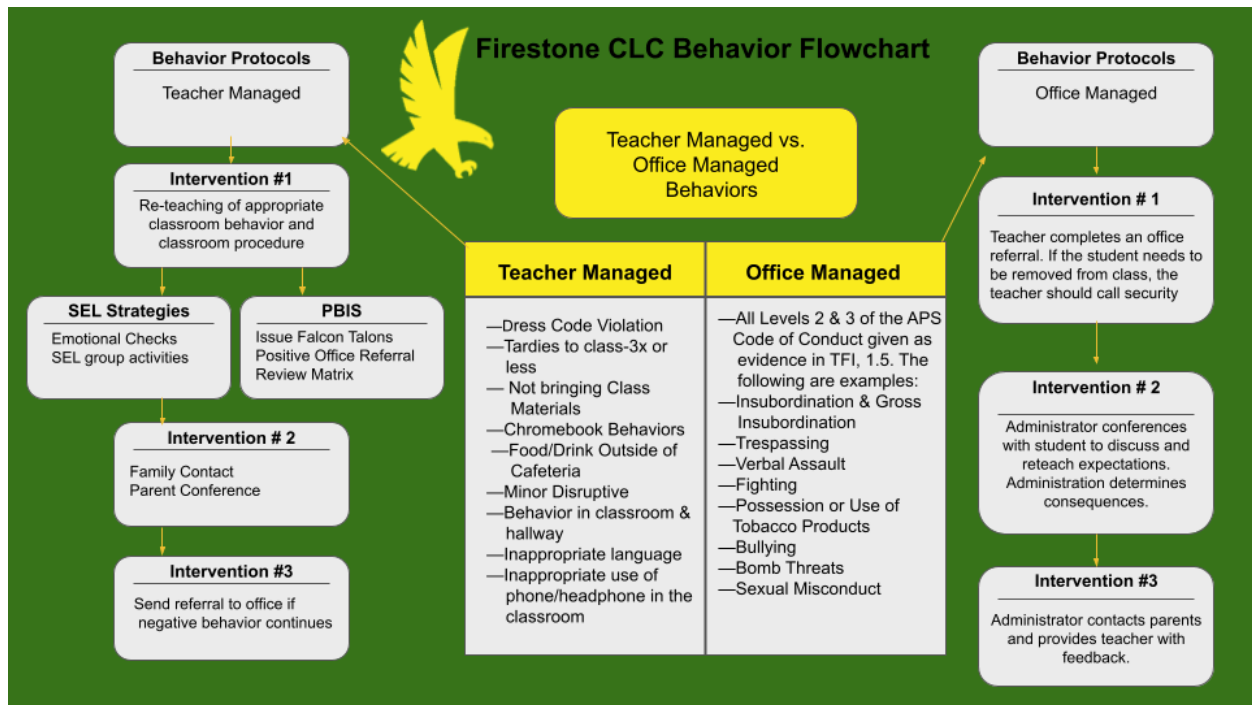 Firestone CLC Behavior Flowchart
Behavior Protocols
Teacher Managed
Intervention #1
Re-teaching of appropriate
classroom behavior and
classroom procedure
SEL Strategies
Emotional Checks
SEL group activities
PBIS
Issue Falcon Talons
Positive Office Referral
Review Matrix
Intervention # 2
Family Contact
Parent Conference
Intervention #3
Send referral to office if
negative behavior continues
Teacher Managed vs.
Office Managed
Behaviors
Teacher Managed
—Dress Code Violation
—Tardies to class-3x or
less
— Not bringing Class
Materials
—Chromebook Behaviors
—Food/Drink Outside of
Cafeteria
—Minor Disruptive
—Behavior in classroom &
hallway
—Inappropriate language
—Inappropriate use of
phone/headphone in the
classroom
Office Managed
—All Levels 2 & 3 of the APS
Code of Conduct given as
evidence in TFI, 1.5. The
following are examples:
—Insubordination & Gross
Insubordination
—Trespassing
—Verbal Assault
—Fighting
—Possession or Use of
Tobacco Products
—Bullying
—Bomb Threats
—Sexual Misconduct
Behavior Protocols
Office Managed
Intervention # 1
Teacher completes an office
referral. If the student needs to
be removed from class, the
teacher should call security
Intervention # 2
Administrator conferences
with student to discuss and
reteach expectations.
Administration determines
consequences.
Intervention #3
Administrator contacts parents
and provides teacher with
feedback.